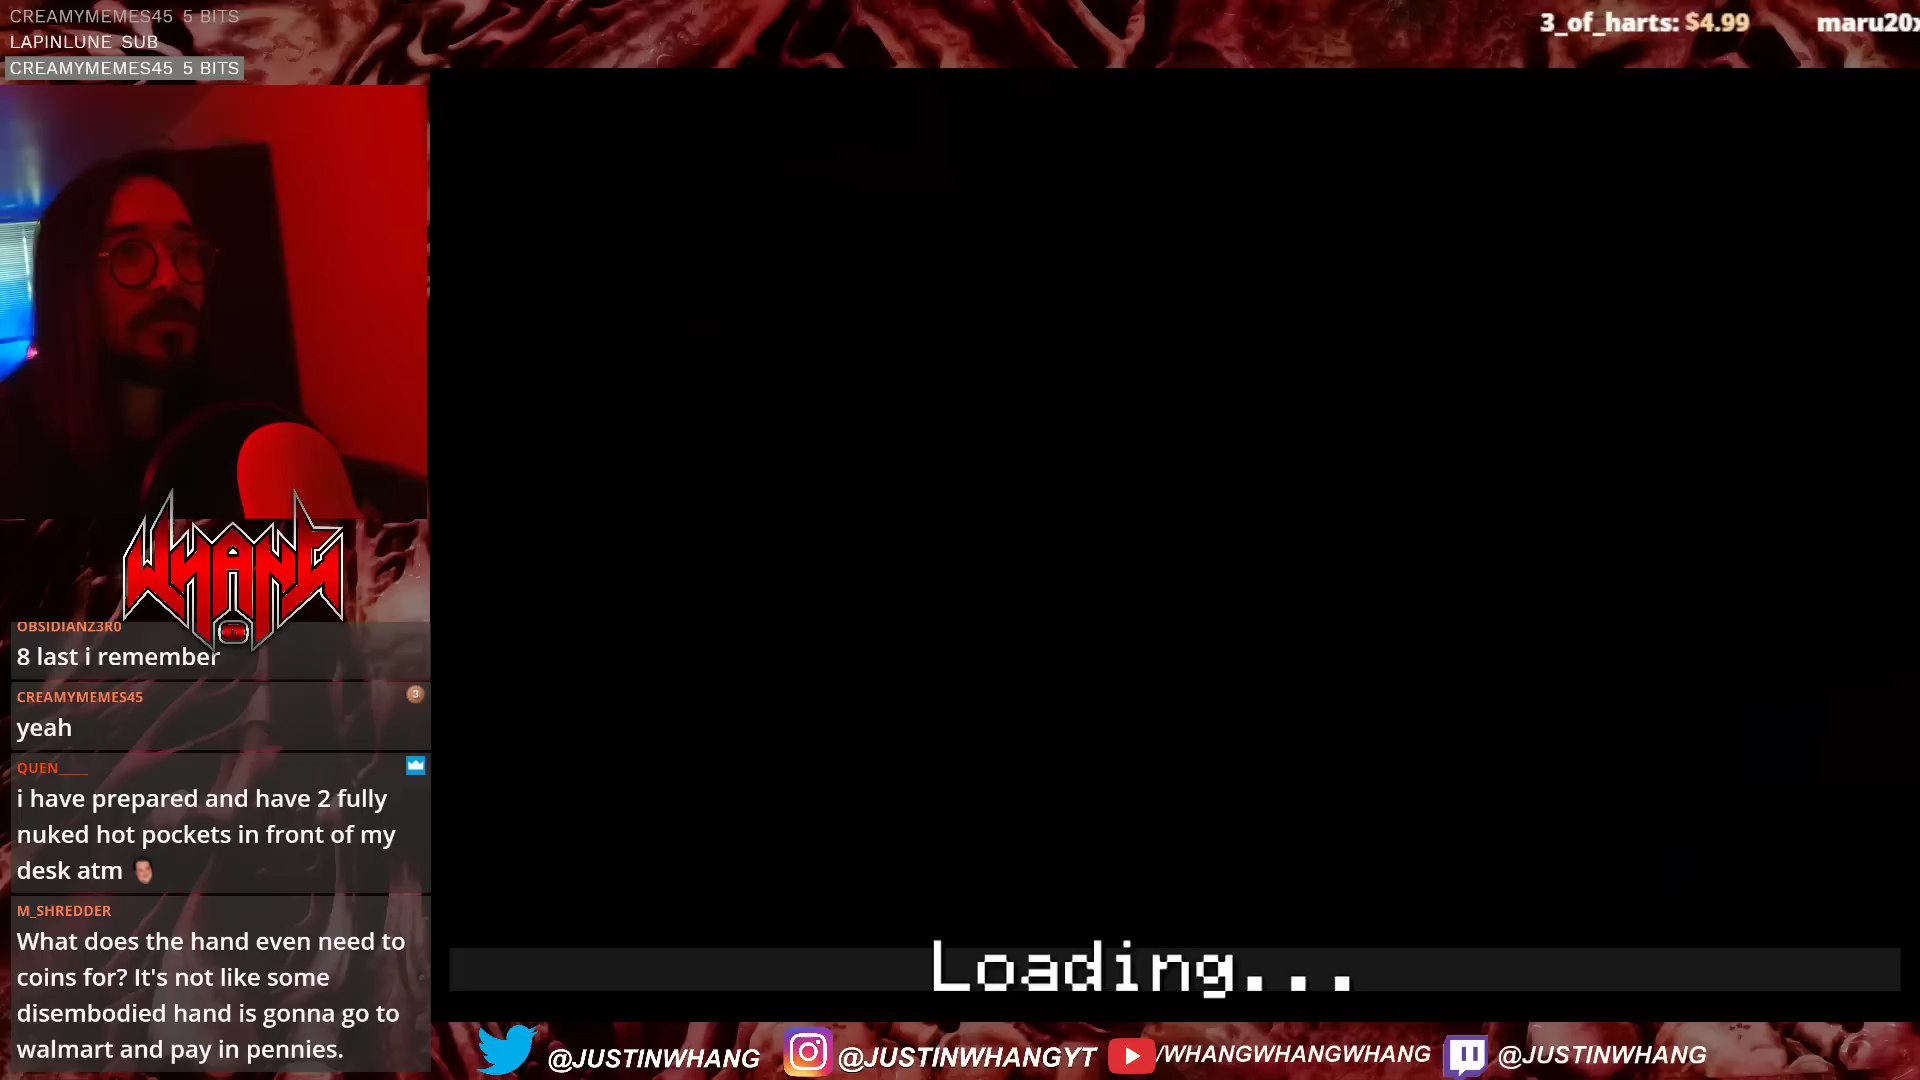 CREAMYMEMES45 5 BITS
LAPINLUNE SUB
CREAMYMEMES45 5 BITS
3_of_harts: $4.99 maru20x
WHANG
OBSIDIANZ3R0
8 last i remember
CREAMYMEMES45
3
yeah
QUEN____
i have prepared and have 2 fully
nuked hot pockets in front of my
desk atm
M_SHREDDER
What does the hand even need to
coins for? It's not like some
disembodied hand is gonna go to
walmart and pay in pennies.
Loading...
@JUSTINWHANG @JUSTINWHANGYT /WHANGWHANGWHANG @JUSTINWHANG